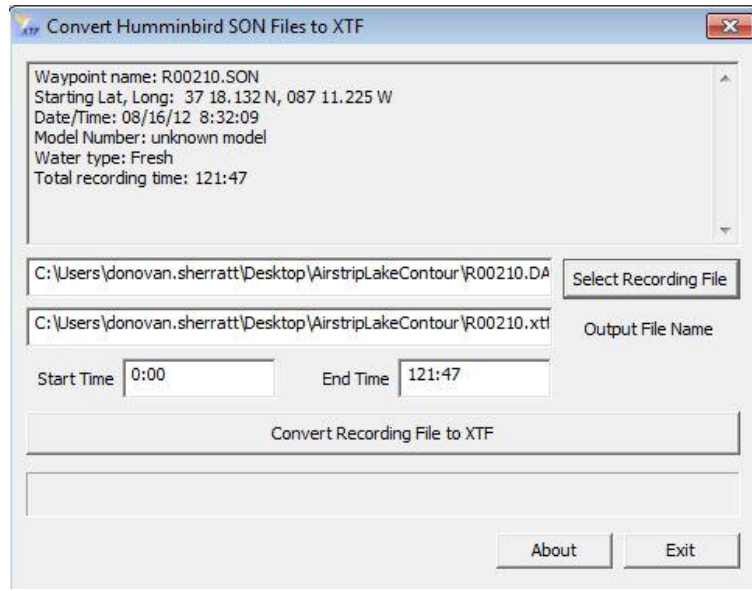 XTF Convert Humminbird SON Files to XTF
Waypoint name: R00210.SON
Starting Lat, Long:  37 18.132 N, 087 11.225 W
Date/Time: 08/16/12  8:32:09
Model Number: unknown model
Water type: Fresh
Total recording time: 121:47
C:\Users\donovan.sherratt\Desktop\AirstripLakeContour\R00210.DA Select Recording File
C:\Users\donovan.sherratt\Desktop\AirstripLakeContour\R00210.xtf Output File Name
Start Time 0:00 End Time 121:47
Convert Recording File to XTF
About Exit